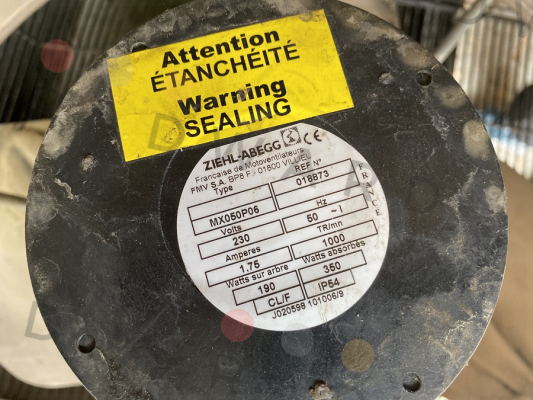 Attention
ÉTANCHÉITÉ
Warning
SEALING
ZIEHL-ABEGG CE
Française de Motoventilateurs
FMV S.A. BP8 F - 01800 VILLIEU
FRANCE
Type REF N°
MX050P06 018873
Volts Hz
230 50 ~ I
Amperes TR/mn
1.75 1000
Watts sur arbre Watts absorbés
190 350
CL/F IP54
J020598 101006/9